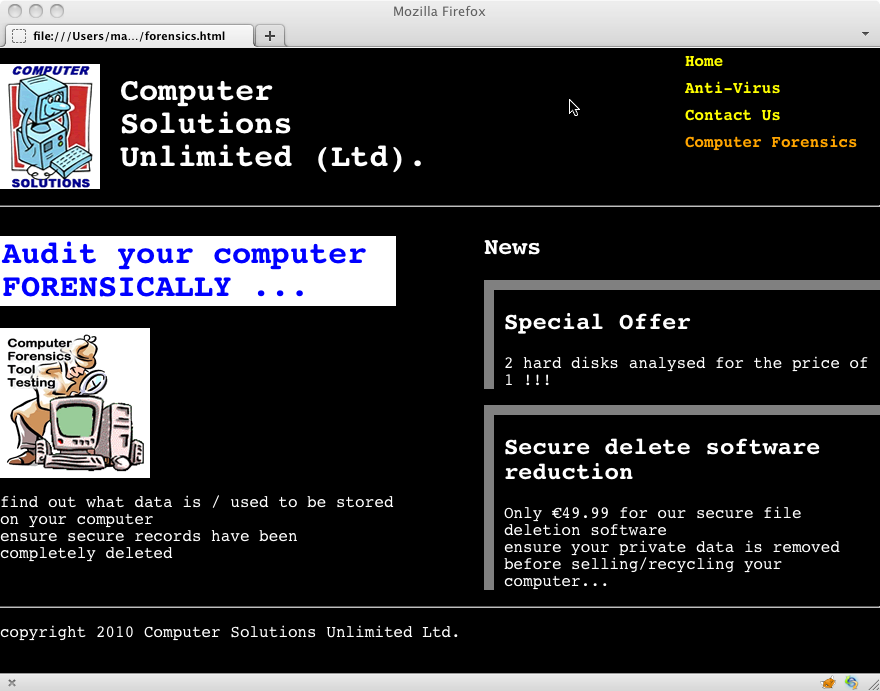 Mozilla Firefox
file:///Users/ma.../forensics.html
COMPUTER
SOLUTIONS
Computer
Solutions
Unlimited (Ltd).
Home
Anti-Virus
Contact Us
Computer Forensics
Audit your computer
FORENSICALLY ...
Computer
Forensics
Tool
Testing
find out what data is / used to be stored
on your computer
ensure secure records have been
completely deleted
News
Special Offer
2 hard disks analysed for the price of
1 !!!
Secure delete software
reduction
Only €49.99 for our secure file
deletion software
ensure your private data is removed
before selling/recycling your
computer...
copyright 2010 Computer Solutions Unlimited Ltd.